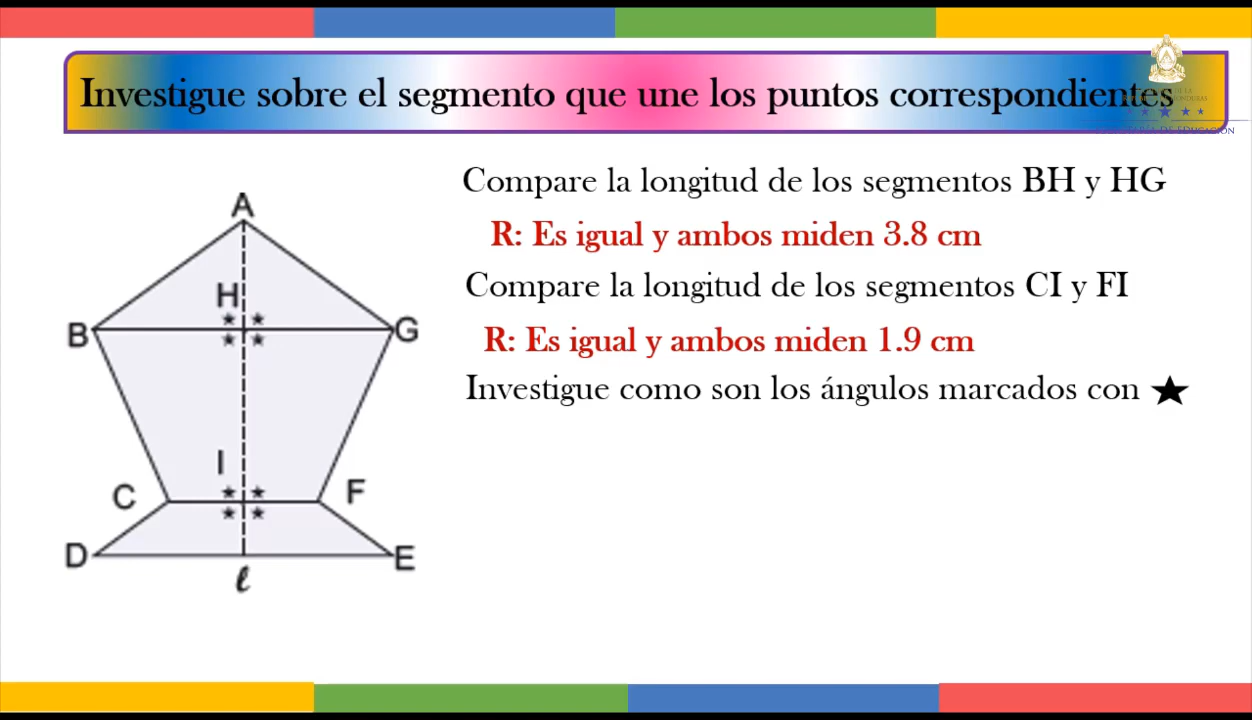 Investigue sobre el segmento que une los puntos correspondientes
Compare la longitud de los segmentos BH y HG
R: Es igual y ambos miden 3.8 cm
Compare la longitud de los segmentos CI y FI
R: Es igual y ambos miden 1.9 cm
Investigue como son los ángulos marcados con ★
A
H
B
G
I
C
F
D
E
ℓ